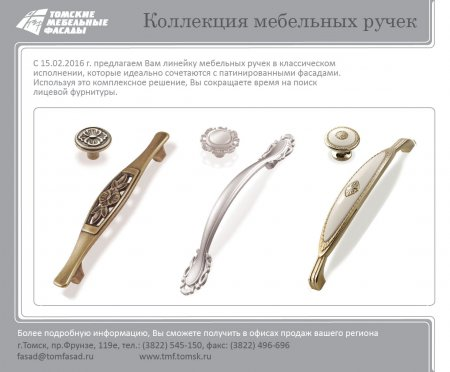 ТОМСКИЕ
МЕБЕЛЬНЫЕ
ФАСАДЫ
Коллекция мебельных ручек
С 15.02.2016 г. предлагаем Вам линейку мебельных ручек в классическом
исполнении, которые идеально сочетаются с патинированными фасадами.
Используя это комплексное решение, Вы сокращаете время на поиск
лицевой фурнитуры.
Более подробную информацию, Вы сможете получить в офисах продаж вашего региона
г.Томск, пр.Фрунзе, 119е, тел.: (3822) 545-150, факс: (3822) 496-696
fasad@tomfasad.ru www.tmf.tomsk.ru